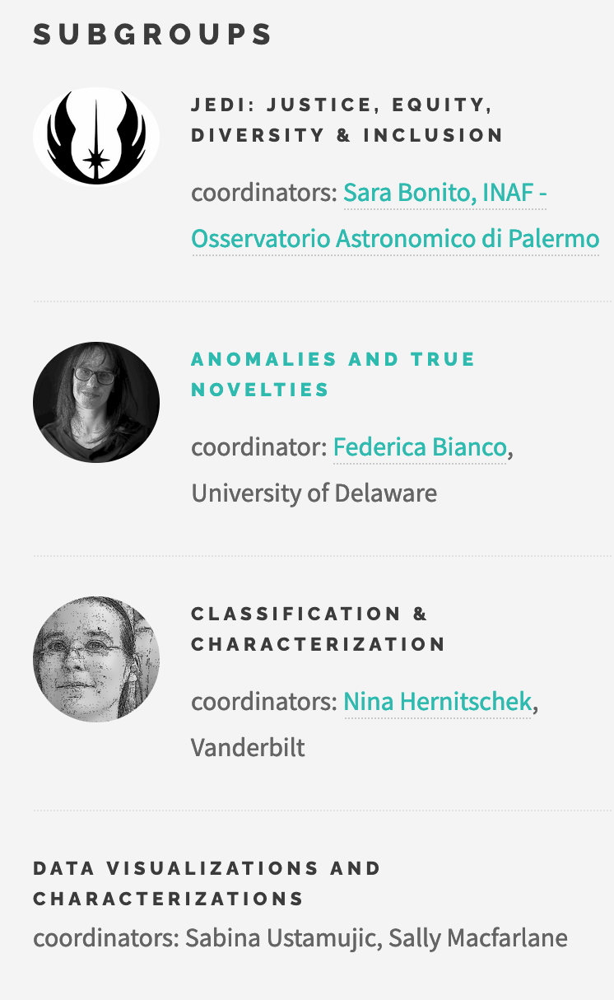 SUBGROUPS
JEDI: JUSTICE, EQUITY,
DIVERSITY & INCLUSION
coordinators: Sara Bonito, INAF -
Osservatorio Astronomico di Palermo
ANOMALIES AND TRUE
NOVELTIES
coordinator: Federica Bianco,
University of Delaware
CLASSIFICATION &
CHARACTERIZATION
coordinators: Nina Hernitschek,
Vanderbilt
DATA VISUALIZATIONS AND
CHARACTERIZATIONS
coordinators: Sabina Ustamujic, Sally Macfarlane